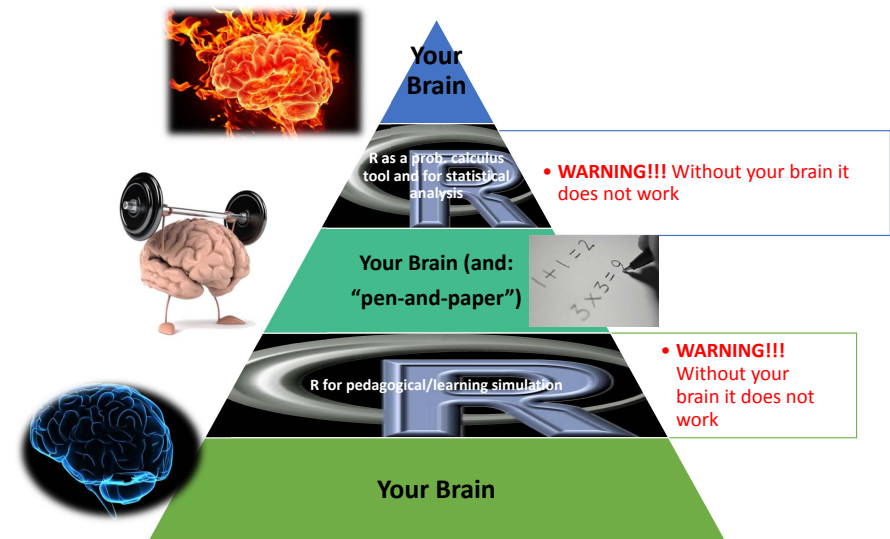 Your
Brain
R as a prob. calculus
tool and for statistical
analysis
• WARNING!!! Without your brain it
does not work
Your Brain (and:
“pen-and-paper”)
1+1=2
3×3=9
R for pedagogical/learning simulation
• WARNING!!!
Without your
brain it does not
work
Your Brain